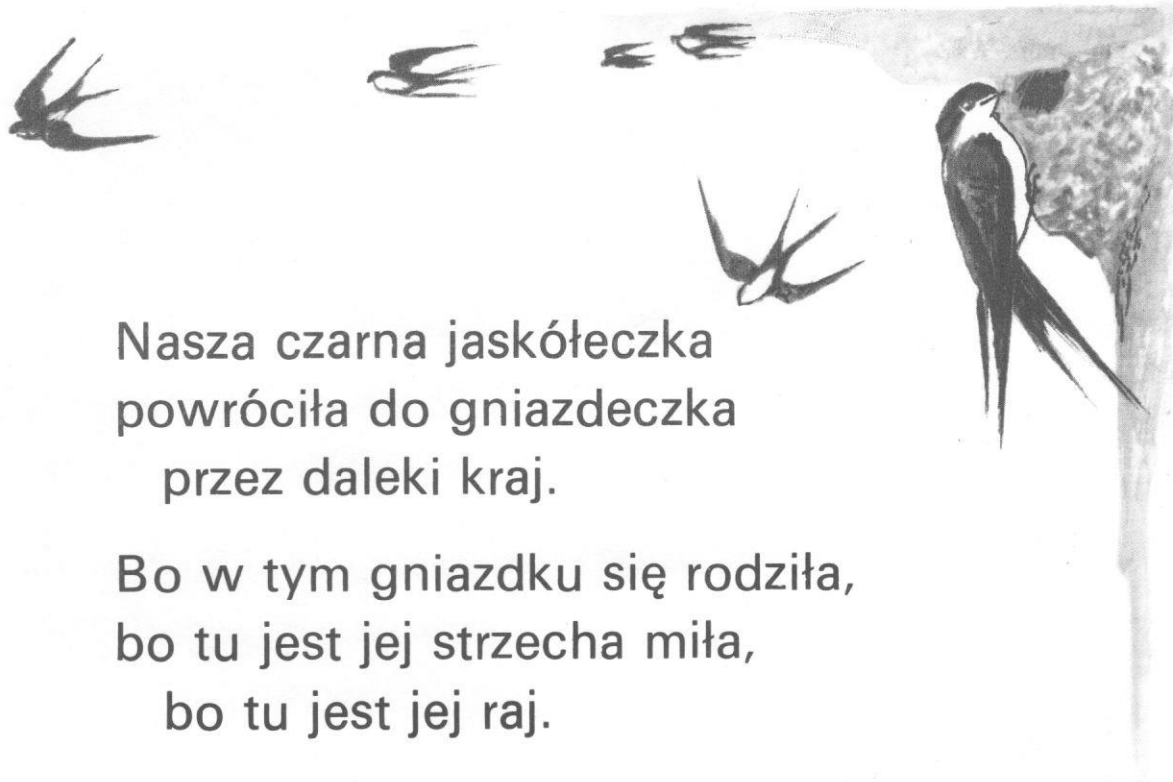 Nasza czarna jaskółeczka
powróciła do gniazdeczka
przez daleki kraj.
Bo w tym gniazdku się rodziła,
bo tu jest jej strzecha miła,
bo tu jest jej raj.